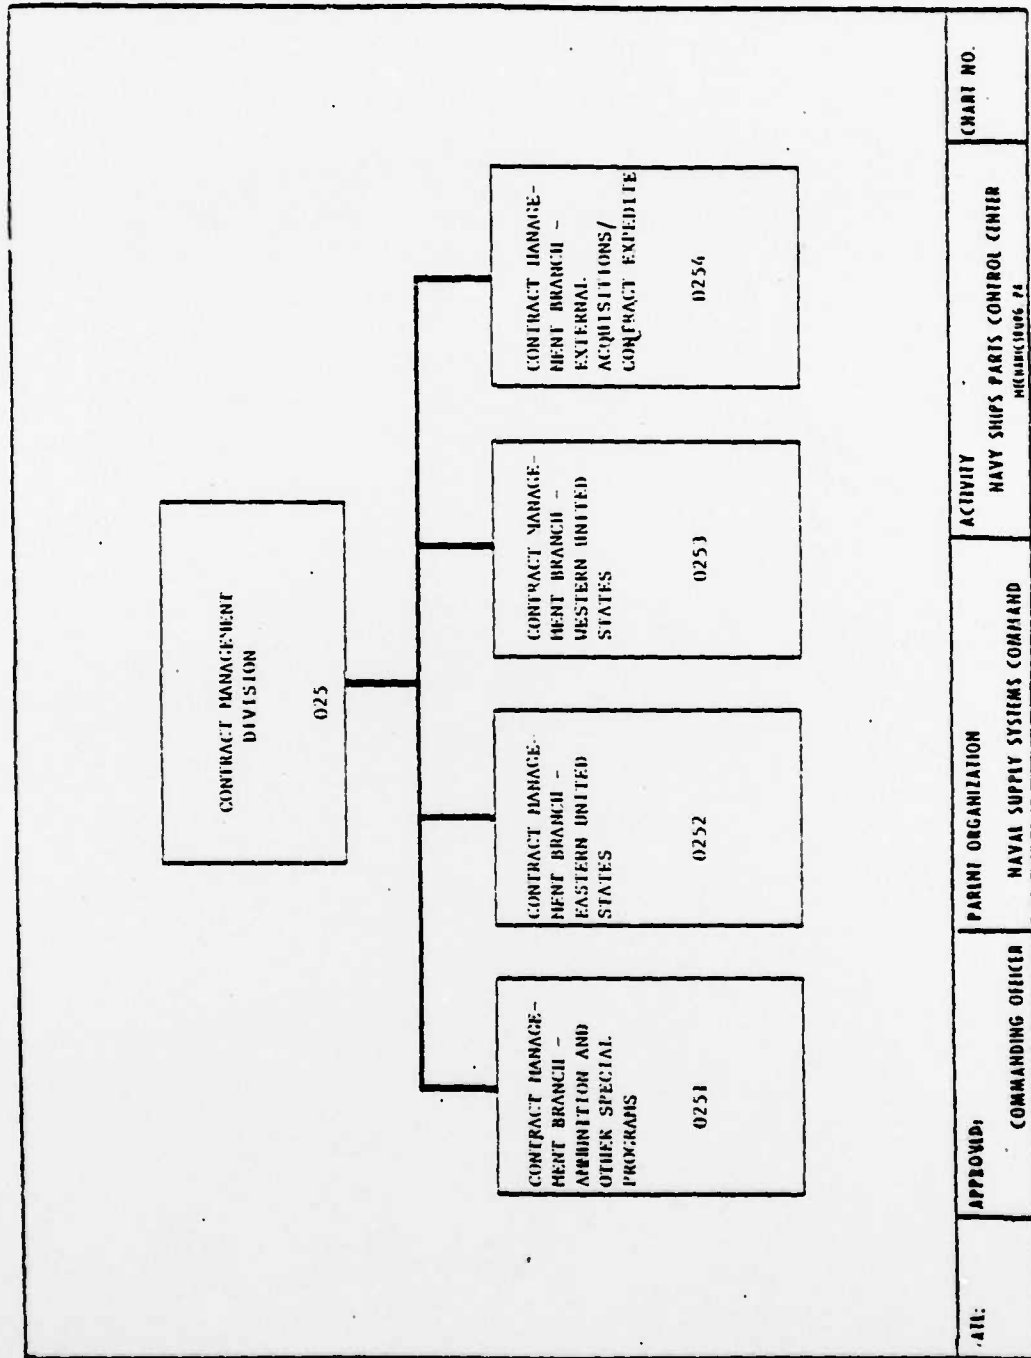 CONTRACT MANAGEMENT
DIVISION
025
CONTRACT MANAGE-
MENT BRANCH -
AMMUNITION AND
OTHER SPECIAL
PROGRAMS
0251
CONTRACT MANAGE-
MENT BRANCH -
EASTERN UNITED
STATES
0252
CONTRACT MANAGE-
MENT BRANCH -
WESTERN UNITED
STATES
0253
CONTRACT MANAGE-
MENT BRANCH -
EXTERNAL
ACQUISITIONS/
CONTRACT EXPEDITE
0254
APPROVED:
COMMANDING OFFICER
PARENT ORGANIZATION
NAVAL SUPPLY SYSTEMS COMMAND
ACTIVITY
NAVY SHIPS PARTS CONTROL CENTER
MECHANICSBURG PA
CHART NO.